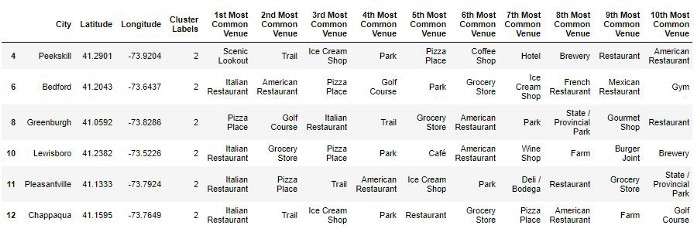 City Latitude Longitude Cluster Labels 1st Most Common Venue 2nd Most Common Venue 3rd Most Common Venue 4th Most Common Venue 5th Most Common Venue 6th Most Common Venue 7th Most Common Venue 8th Most Common Venue 9th Most Common Venue 10th Most Common Venue
4 Peekskill 41.2901 -73.9204 2 Scenic Lookout Trail Ice Cream Shop Park Pizza Place Coffee Shop Hotel Brewery Restaurant American Restaurant
6 Bedford 41.2043 -73.6437 2 Italian Restaurant American Restaurant Pizza Place Golf Course Park Grocery Store Ice Cream Shop French Restaurant Mexican Restaurant Gym
8 Greenburgh 41.0592 -73.8286 2 Pizza Place Golf Course Italian Restaurant Trail Grocery Store American Restaurant Park State / Provincial Park Gourmet Shop Restaurant
10 Lewisboro 41.2382 -73.5226 2 Italian Restaurant Grocery Store Pizza Place Park Café American Restaurant Wine Shop Farm Burger Joint Brewery
11 Pleasantville 41.1333 -73.7924 2 Italian Restaurant Pizza Place Trail American Restaurant Ice Cream Shop Park Deli / Bodega Restaurant Grocery Store State / Provincial Park
12 Chappaqua 41.1595 -73.7649 2 Italian Restaurant Trail Ice Cream Shop Park Restaurant Grocery Store Pizza Place American Restaurant Farm Golf Course